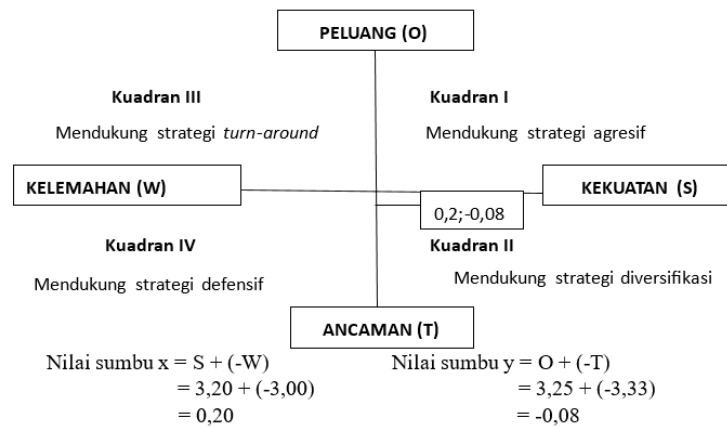 PELUANG (O)
Kuadran III
Kuadran I
Mendukung strategi turn-around
Mendukung strategi agresif
KELEMAHAN (W)
KEKUATAN (S)
0,2;-0,08
Kuadran IV
Kuadran II
Mendukung strategi defensif
Mendukung strategi diversifikasi
ANCAMAN (T)
Nilai sumbu x = S + (-W)
= 3,20 + (-3,00)
= 0,20
Nilai sumbu y = O + (-T)
= 3,25 + (-3,33)
= -0,08